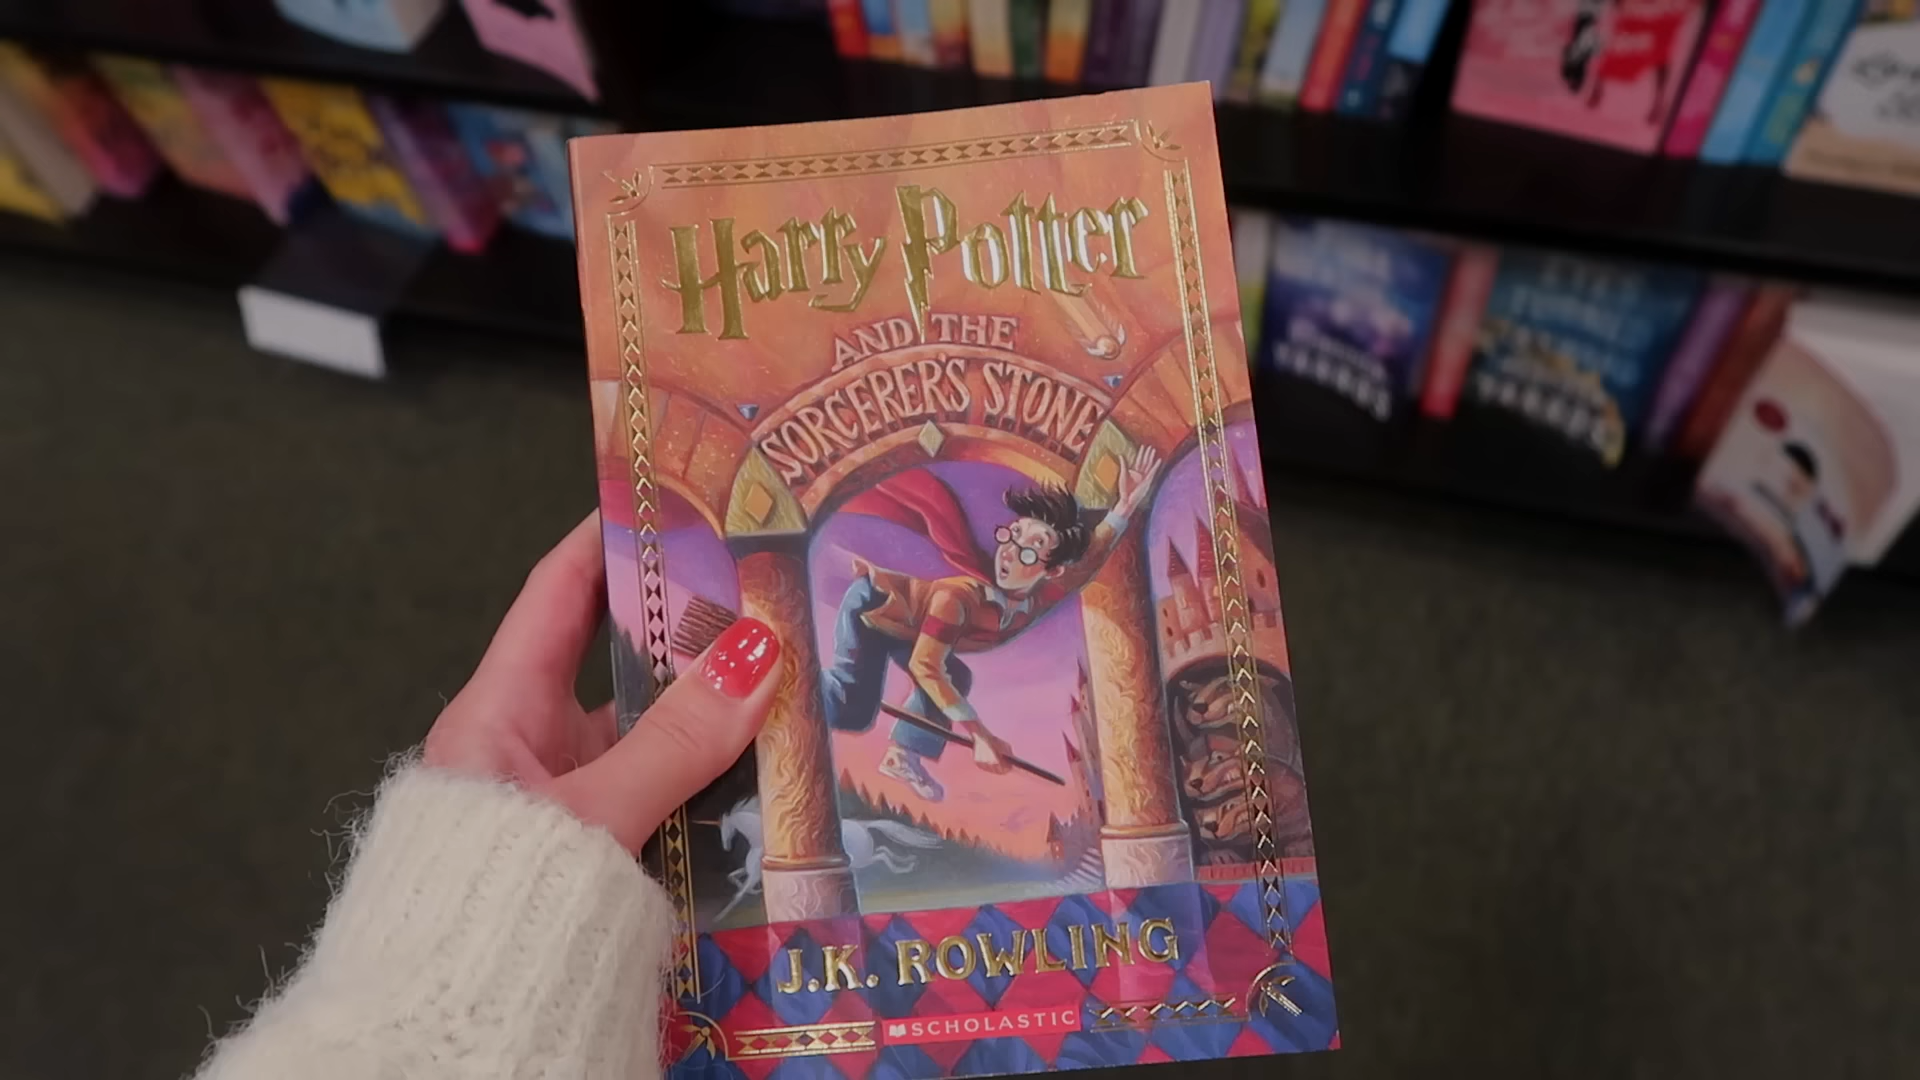 Harry Potter
AND THE
SORCERER'S STONE
J.K. ROWLING
SCHOLASTIC